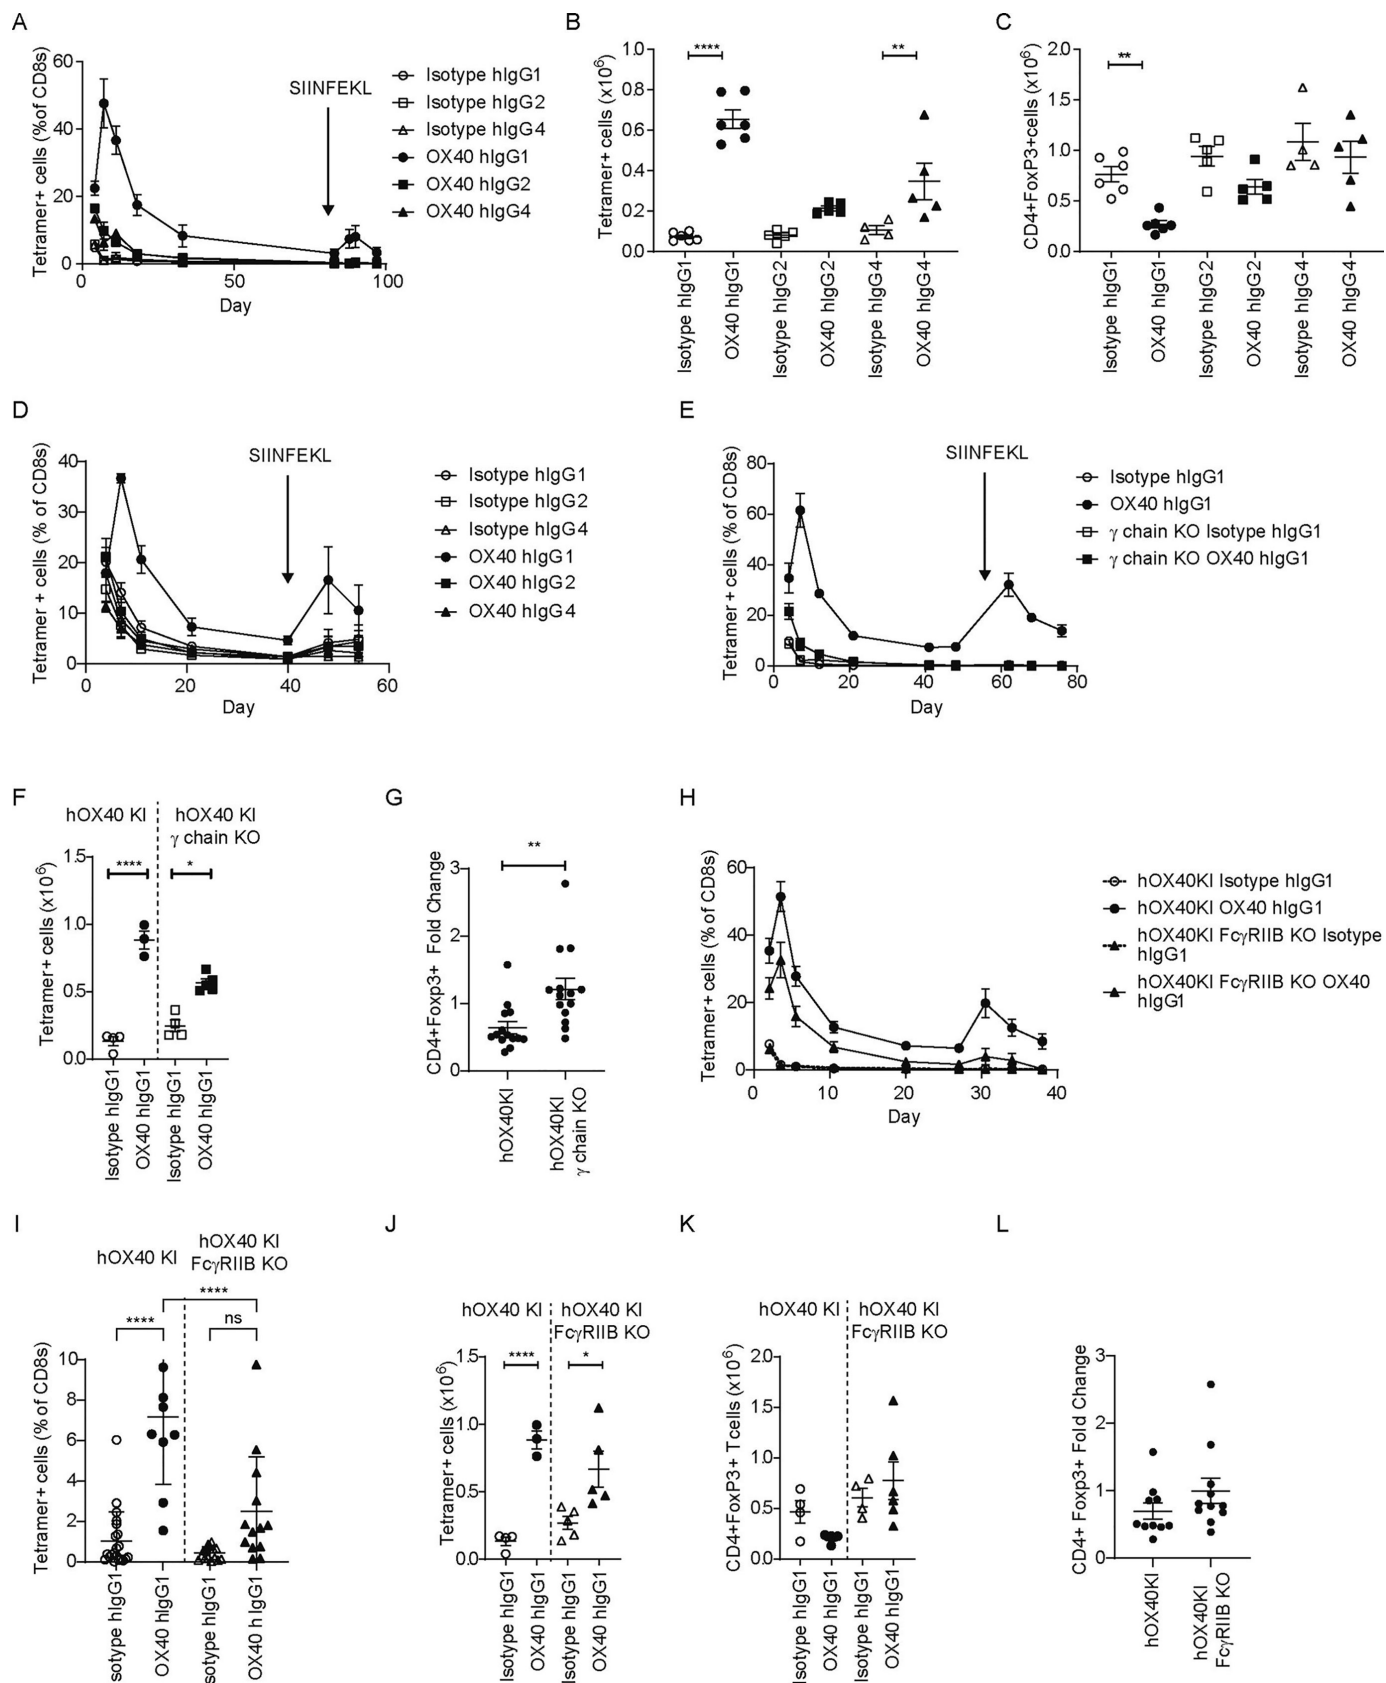 A
Tetramer+ cells (%of CD8s)
60
40
20
0
0
50
100
Day
SIINFEKL
Isotype hIgG1
Isotype hIgG2
Isotype hIgG4
OX40 hIgG1
OX40 hIgG2
OX40 hIgG4
B
Tetramer+ cells (x10⁶)
1.0
0.8
0.6
0.4
0.2
0.0
****
**
Isotype hIgG1
OX40 hIgG1
Isotype hIgG2
OX40 hIgG2
Isotype hIgG4
OX40 hIgG4
C
CD4+FoxP3+cells (x10⁶)
2.0
1.5
1.0
0.5
0.0
**
Isotype hIgG1
OX40 hIgG1
Isotype hIgG2
OX40 hIgG2
Isotype hIgG4
OX40 hIgG4
D
Tetramer + cells (% of CD8s)
40
30
20
10
0
0
20
40
60
Day
SIINFEKL
Isotype hIgG1
Isotype hIgG2
Isotype hIgG4
OX40 hIgG1
OX40 hIgG2
OX40 hIgG4
E
Tetramer + cells (% of CD8s)
80
60
40
20
0
0
20
40
60
80
Day
SIINFEKL
Isotype hIgG1
OX40 hIgG1
γ chain KO Isotype hIgG1
γ chain KO OX40 hIgG1
F
hOX40 KI
hOX40 KI
γ chain KO
Tetramer+ cells (x10⁶)
1.5
1.0
0.5
0.0
****
*
Isotype hIgG1
OX40 hIgG1
Isotype hIgG1
OX40 hIgG1
G
CD4+Foxp3+ Fold Change
3
2
1
0
**
hOX40KI
hOX40KI
γ chain KO
H
Tetramer+ cells (% of CD8s)
60
40
20
0
0
10
20
30
40
Day
hOX40KI Isotype hIgG1
hOX40KI OX40 hIgG1
hOX40KI FcγRIIB KO Isotype
hIgG1
hOX40KI FcγRIIB KO OX40
hIgG1
I
hOX40 KI
hOX40 KI
FcγRIIB KO
Tetramer+ cells (% of CD8s)
10
8
6
4
2
0
****
****
ns
sotype hIgG1
OX40 hIgG1
sotype hIgG1
OX40 h IgG1
J
hOX40 KI
hOX40 KI
FcγRIIB KO
Tetramer+ cells (x10⁶)
1.5
1.0
0.5
0.0
****
*
Isotype hIgG1
OX40 hIgG1
Isotype hIgG1
OX40 hIgG1
K
hOX40 KI
hOX40 KI
FcγRIIB KO
CD4+FoxP3+ T cells (x10⁶)
2.0
1.5
1.0
0.5
0.0
Isotype hIgG1
OX40 hIgG1
Isotype hIgG1
OX40 hIgG1
L
CD4+ Foxp3+ Fold Change
3
2
1
0
hOX40KI
hOX40KI
FcγRIIB KO